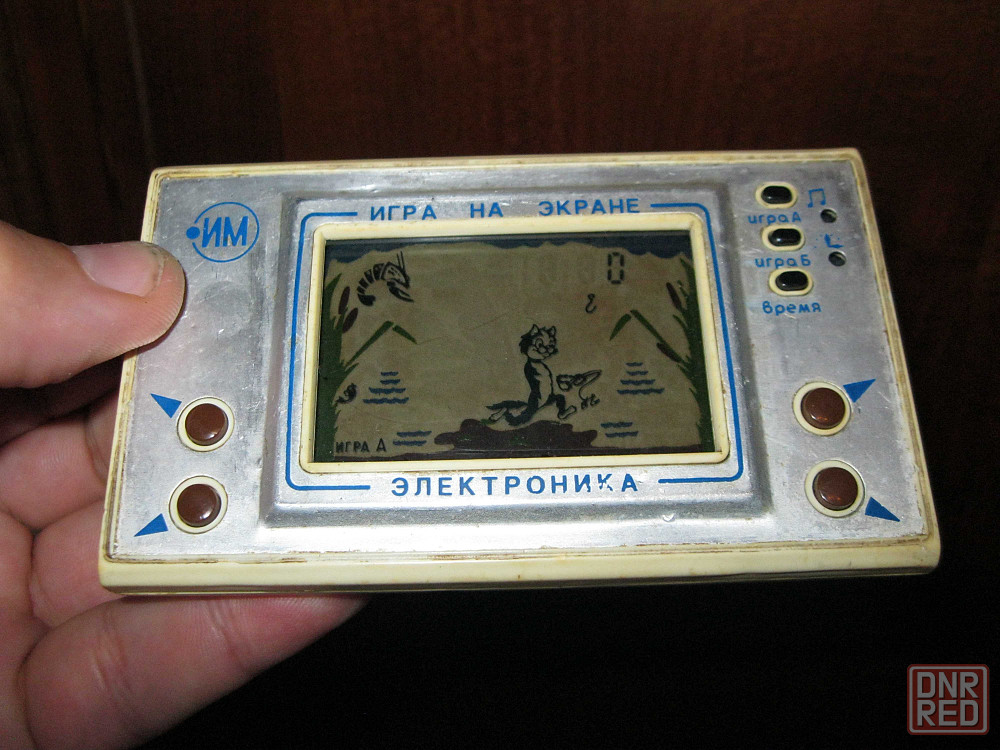 ИМ
ИГРА НА ЭКРАНЕ
игра А
игра Б
время
0
ИГРА А
ЭЛЕКТРОНИКА
DNR
RED